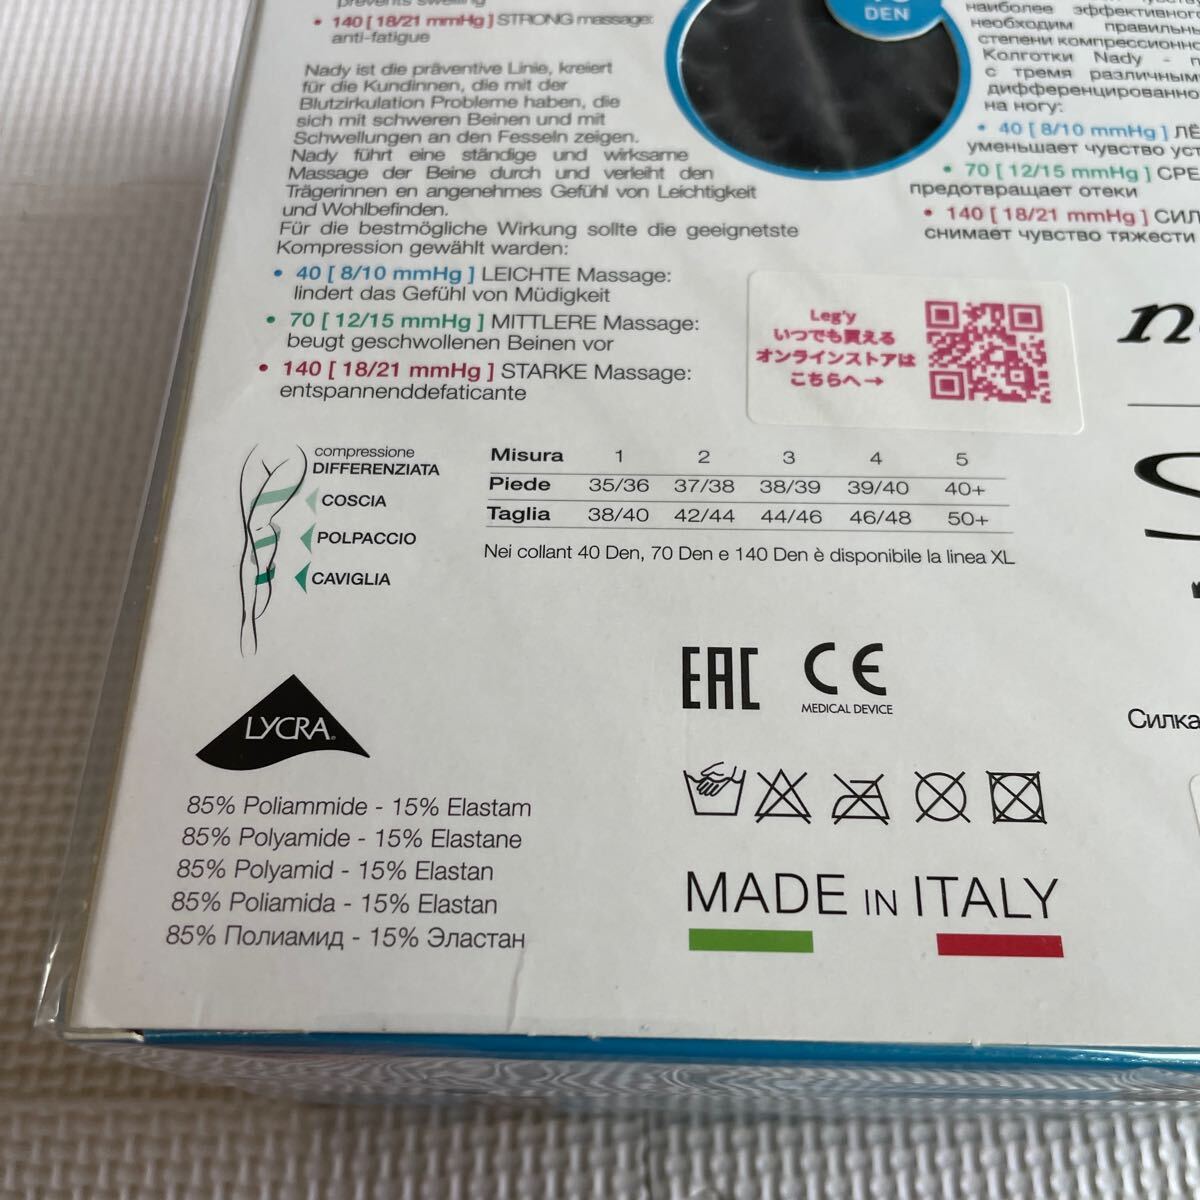 prevents swelling
• 140 [ 18/21 mmHg ] STRONG massage:
anti-fatigue
Nady ist die präventive Linie, kreiert
für die Kundinnen, die mit der
Blutzirkulation Probleme haben, die
sich mit schweren Beinen und mit
Schwellungen an den Fesseln zeigen.
Nady führt eine ständige und wirksame
Massage der Beine durch und verleiht den
Trägerinnen en angenehmes Gefühl von Leichtigkeit
und Wohlbefinden.
Für die bestmögliche Wirkung sollte die geeignetste
Kompression gewählt warden:
• 40 [ 8/10 mmHg ] LEICHTE Massage:
lindert das Gefühl von Müdigkeit
• 70 [ 12/15 mmHg ] MITTLERE Massage:
beugt geschwollenen Beinen vor
• 140 [ 18/21 mmHg ] STARKE Massage:
entspannenddefaticante
DEN
наиболее эффективного
необходим правильн
степени компрессионно
Колготки Nady - п
с тремя различным
дифференцированно
на ногу:
• 40 [ 8/10 mmHg ] ЛЁ
уменьшает чувство уст
• 70 [ 12/15 mmHg ] СРЕ
предотвращает отеки
• 140 [ 18/21 mmHg ] СИЛ
снимает чувство тяжести
Leg'y
いつでも買える
オンラインストアは
こちらへ→
n
S
compressione
DIFFERENZIATA
COSCIA
POLPACCIO
CAVIGLIA
Misura 1 2 3 4 5
Piede 35/36 37/38 38/39 39/40 40+
Taglia 38/40 42/44 44/46 46/48 50+
Nei collant 40 Den, 70 Den e 140 Den è disponibile la linea XL
EAC CE
MEDICAL DEVICE
Силка
LYCRA®
85% Poliammide - 15% Elastam
85% Polyamide - 15% Elastane
85% Polyamid - 15% Elastan
85% Poliamida - 15% Elastan
85% Полиамид - 15% Эластан
MADE IN ITALY